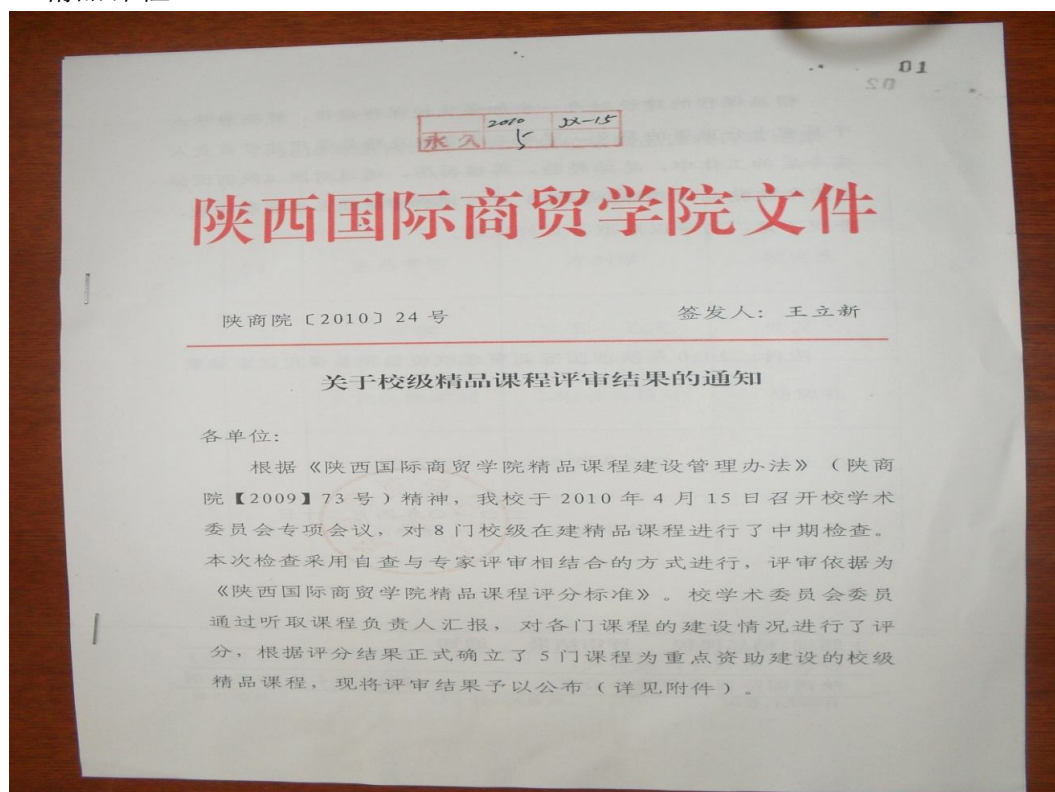 01
02
2010 JX-15
永久 5
陕西国际商贸学院文件
陕商院〔2010〕24号 签发人：王立新
关于校级精品课程评审结果的通知
各单位：
根据《陕西国际商贸学院精品课程建设管理办法》（陕商
院【2009】73号）精神，我校于2010年4月15日召开校学术
委员会专项会议，对8门校级在建精品课程进行了中期检查。
本次检查采用自查与专家评审相结合的方式进行，评审依据为
《陕西国际商贸学院精品课程评分标准》。校学术委员会委员
通过听取课程负责人汇报，对各门课程的建设情况进行了评
分，根据评分结果正式确立了5门课程为重点资助建设的校级
精品课程，现将评审结果予以公布（详见附件）。